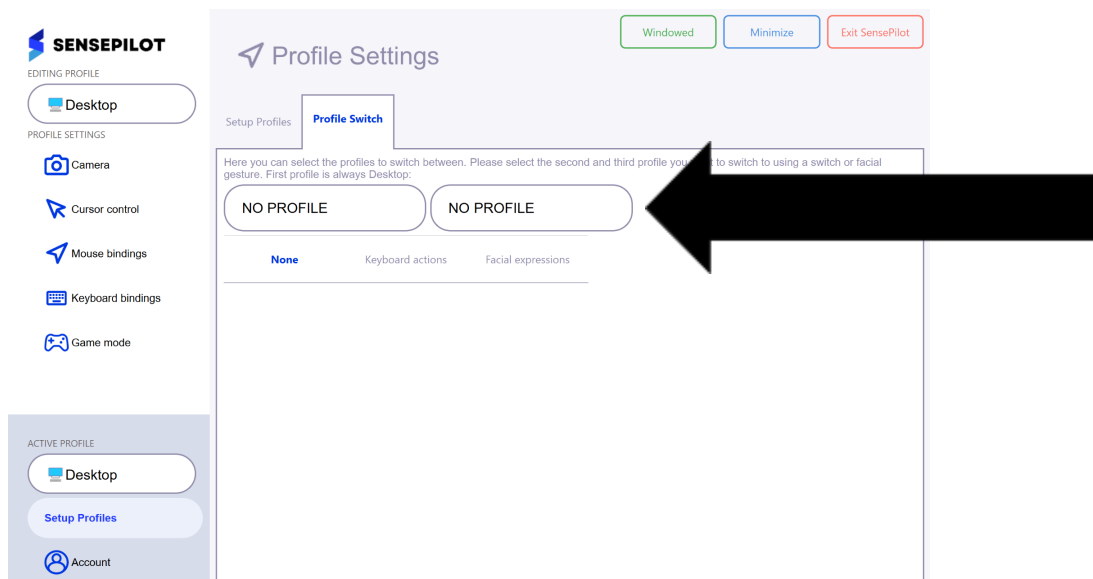 SENSEPILOT
EDITING PROFILE
Desktop
PROFILE SETTINGS
Camera
Cursor control
Mouse bindings
Keyboard bindings
Game mode
ACTIVE PROFILE
Desktop
Setup Profiles
Account
Windowed
Minimize
Exit SensePilot
Profile Settings
Setup Profiles
Profile Switch
Here you can select the profiles to switch between. Please select the second and third profile you to switch to using a switch or facial
gesture. First profile is always Desktop:
NO PROFILE
NO PROFILE
None
Keyboard actions
Facial expressions